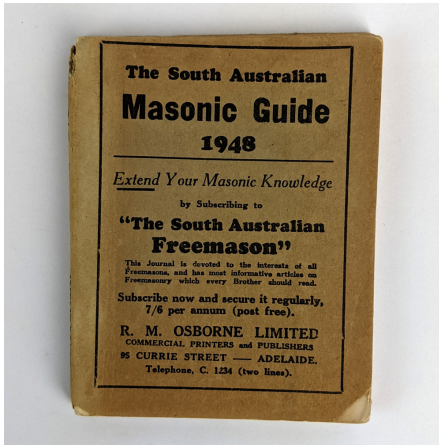 The South Australian
Masonic Guide
1948
Extend Your Masonic Knowledge
by Subscribing to
“The South Australian
Freemason”
This Journal is devoted to the interests of all
Freemasons, and has most informative articles on
Freemasonry which every Brother should read.
Subscribe now and secure it regularly,
7/6 per annum (post free).
R. M. OSBORNE LIMITED
COMMERCIAL PRINTERS and PUBLISHERS
95 CURRIE STREET — ADELAIDE.
Telephone, C. 1234 (two lines).